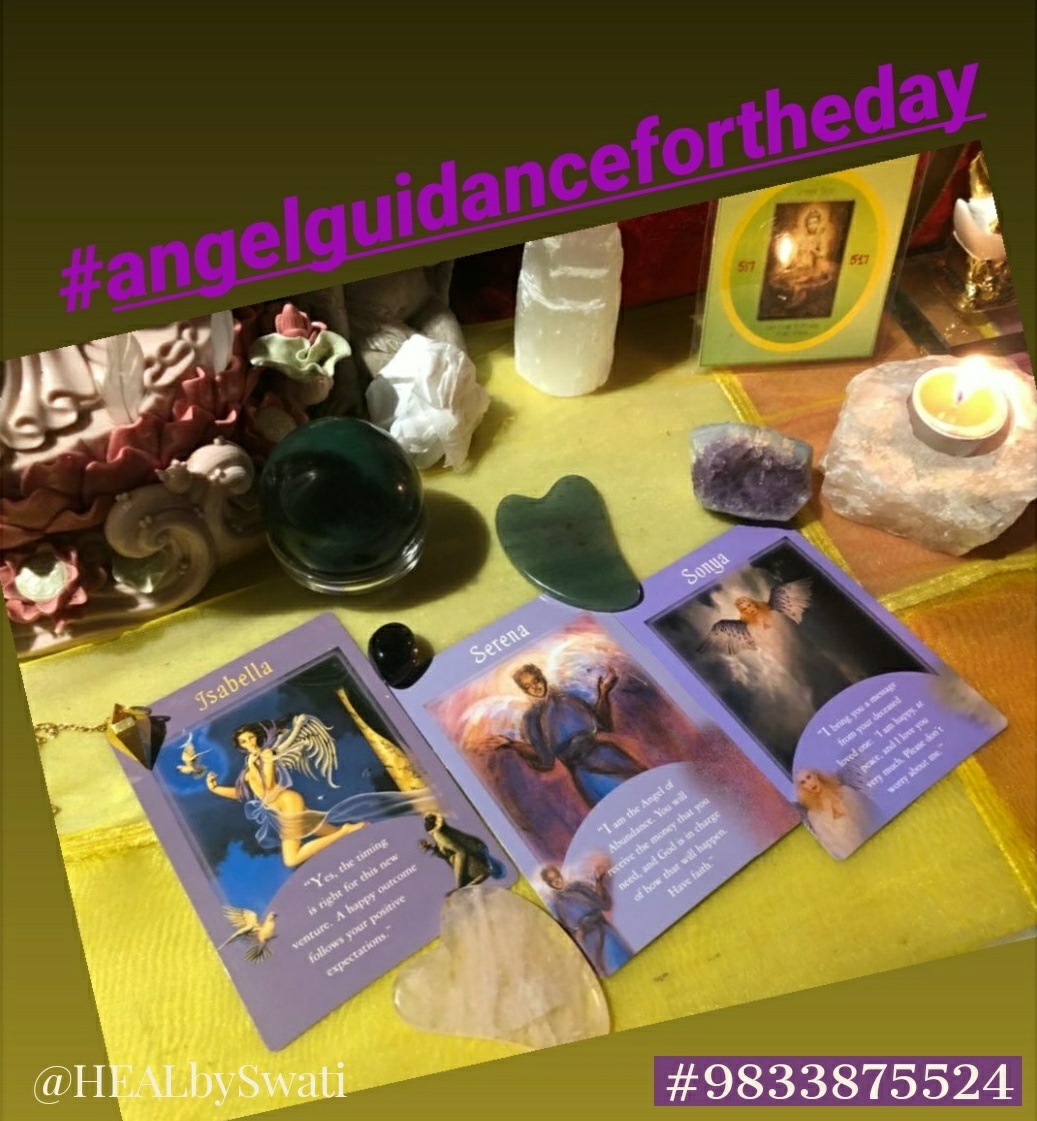 #angelguidancefortheday
517
517
Isabella
"Yes, the timing
is right for this new
venture. A happy outcome
follows your positive
expectations."
Serena
"I am the Angel of
Abundance. You will
receive the money that you
need, and God is in charge
of how that will happen.
Have faith."
Sonya
"I bring you a message
from your deceased
loved one: 'I am happy, at
peace, and I love you
very much. Please don't
worry about me.'"
@HEALbySwati
#9833875524